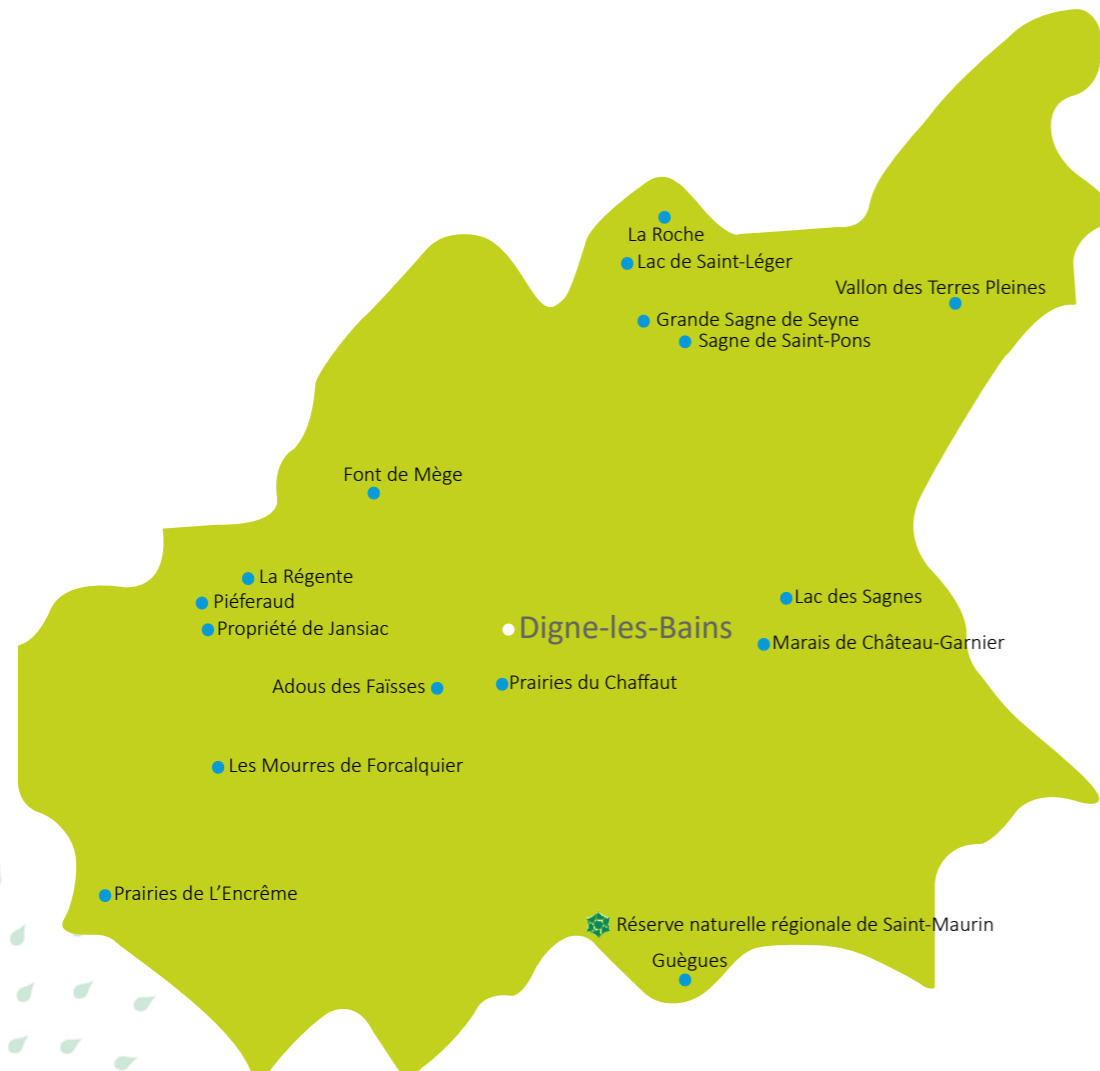 La Roche
Lac de Saint-Léger
Vallon des Terres Pleines
Grande Sagne de Seyne
Sagne de Saint-Pons
Font de Mège
La Régente
Piéferaud
Lac des Sagnes
Propriété de Jansiac
Digne-les-Bains
Marais de Château-Garnier
Adous des Faïsses
Prairies du Chaffaut
Les Mourres de Forcalquier
Prairies de L'Encrême
Réserve naturelle régionale de Saint-Maurin
Guègues